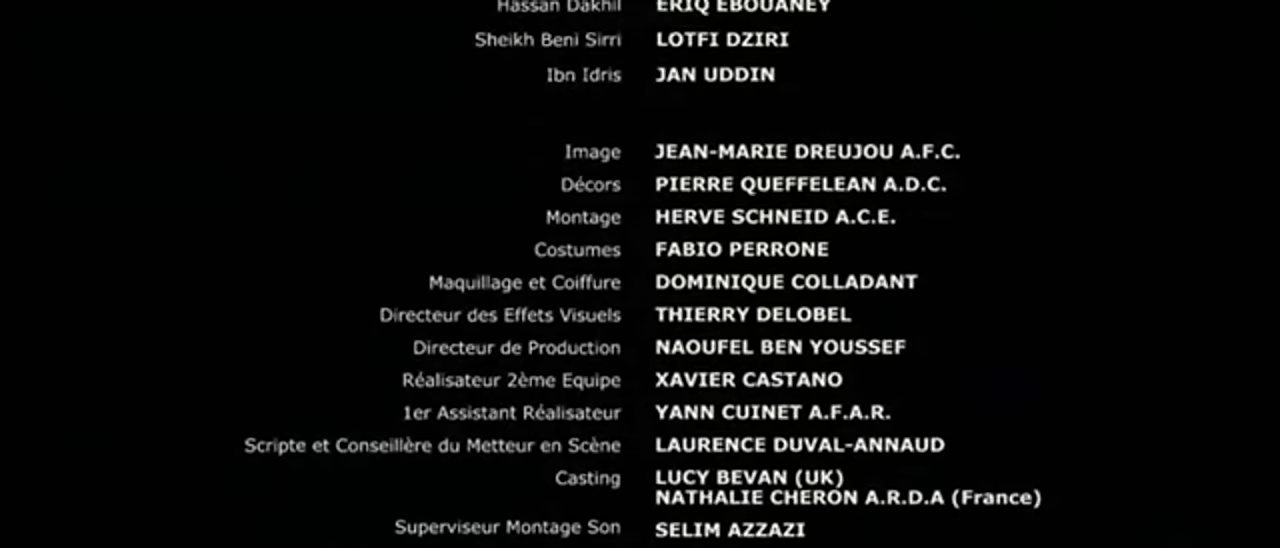 Hassan Dakhil ERIQ EBOUANEY
Sheikh Beni Sirri LOTFI DZIRI
Ibn Idris JAN UDDIN
Image JEAN-MARIE DREUJOU A.F.C.
Décors PIERRE QUEFFELEAN A.D.C.
Montage HERVE SCHNEID A.C.E.
Costumes FABIO PERRONE
Maquillage et Coiffure DOMINIQUE COLLADANT
Directeur des Effets Visuels THIERRY DELOBEL
Directeur de Production NAOUFEL BEN YOUSSEF
Réalisateur 2ème Equipe XAVIER CASTANO
1er Assistant Réalisateur YANN CUINET A.F.A.R.
Scripte et Conseillère du Metteur en Scène LAURENCE DUVAL-ANNAUD
Casting LUCY BEVAN (UK)
NATHALIE CHERON A.R.D.A (France)
Superviseur Montage Son SELIM AZZAZI